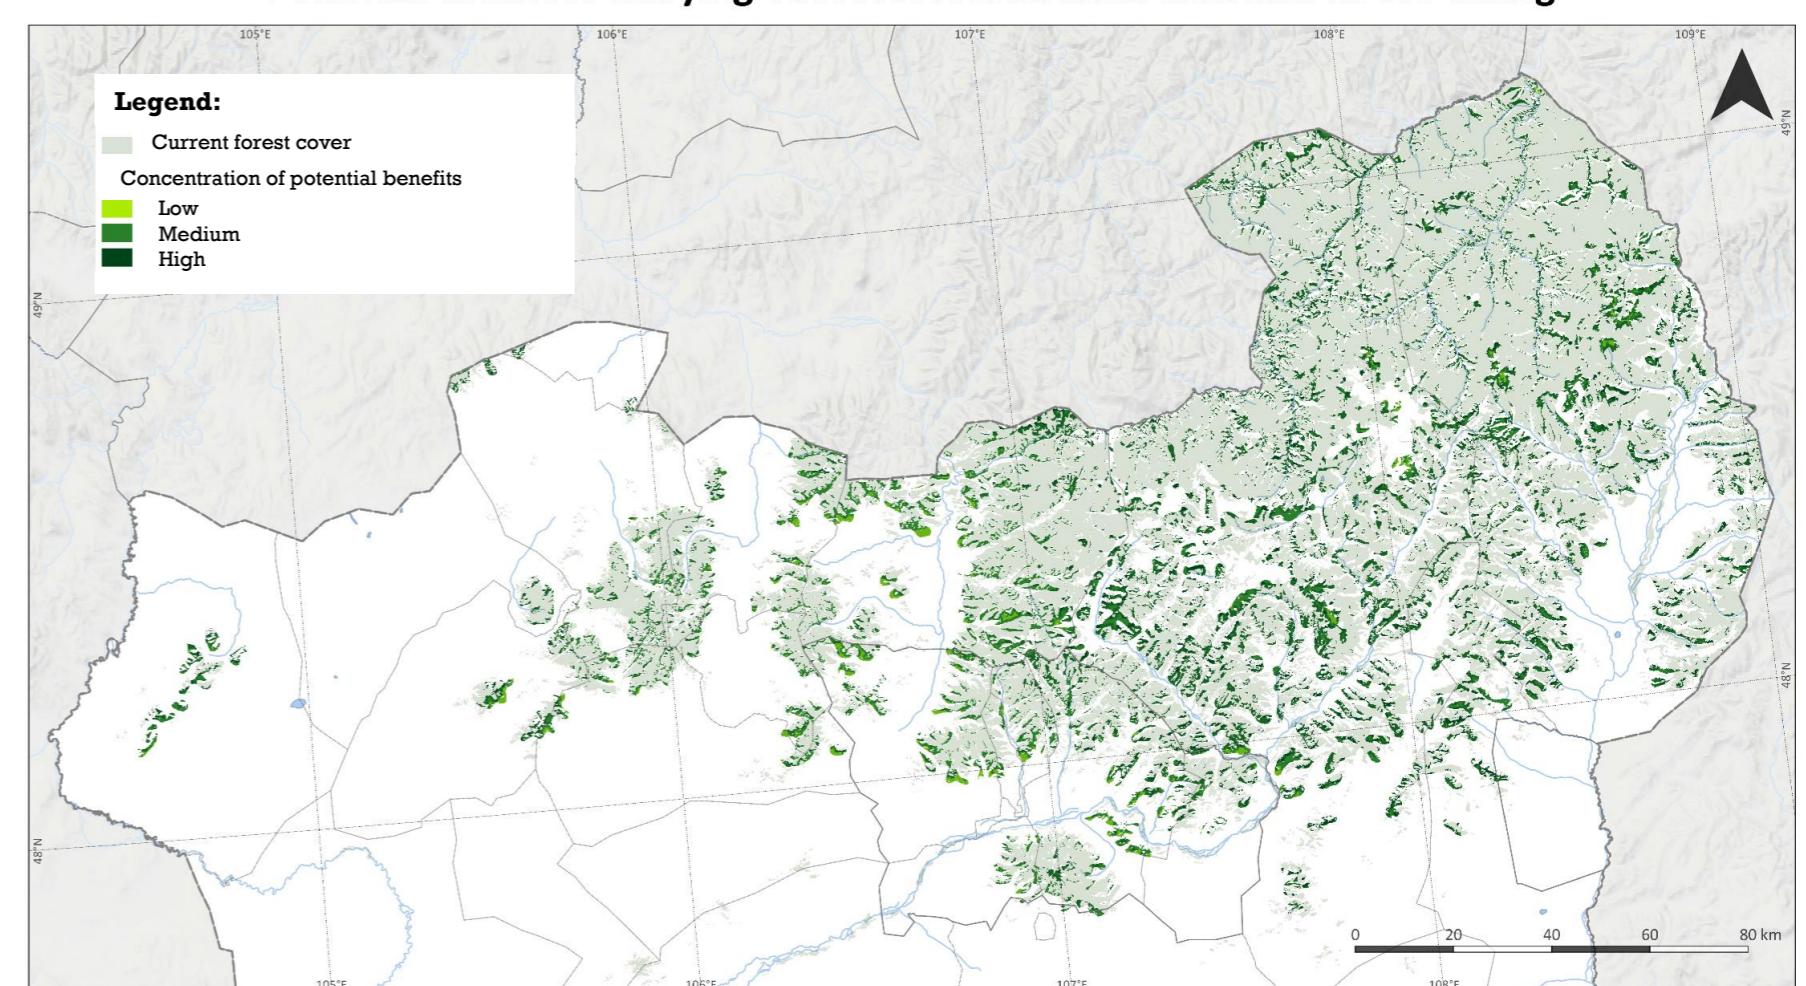 105°E 106°E 107°E 108°E 109°E
Legend:
Current forest cover
Concentration of potential benefits
Low
Medium
High
49°N
49°N
48°N
48°N
0 20 40 60 80 km
105°E 106°E 107°E 108°E